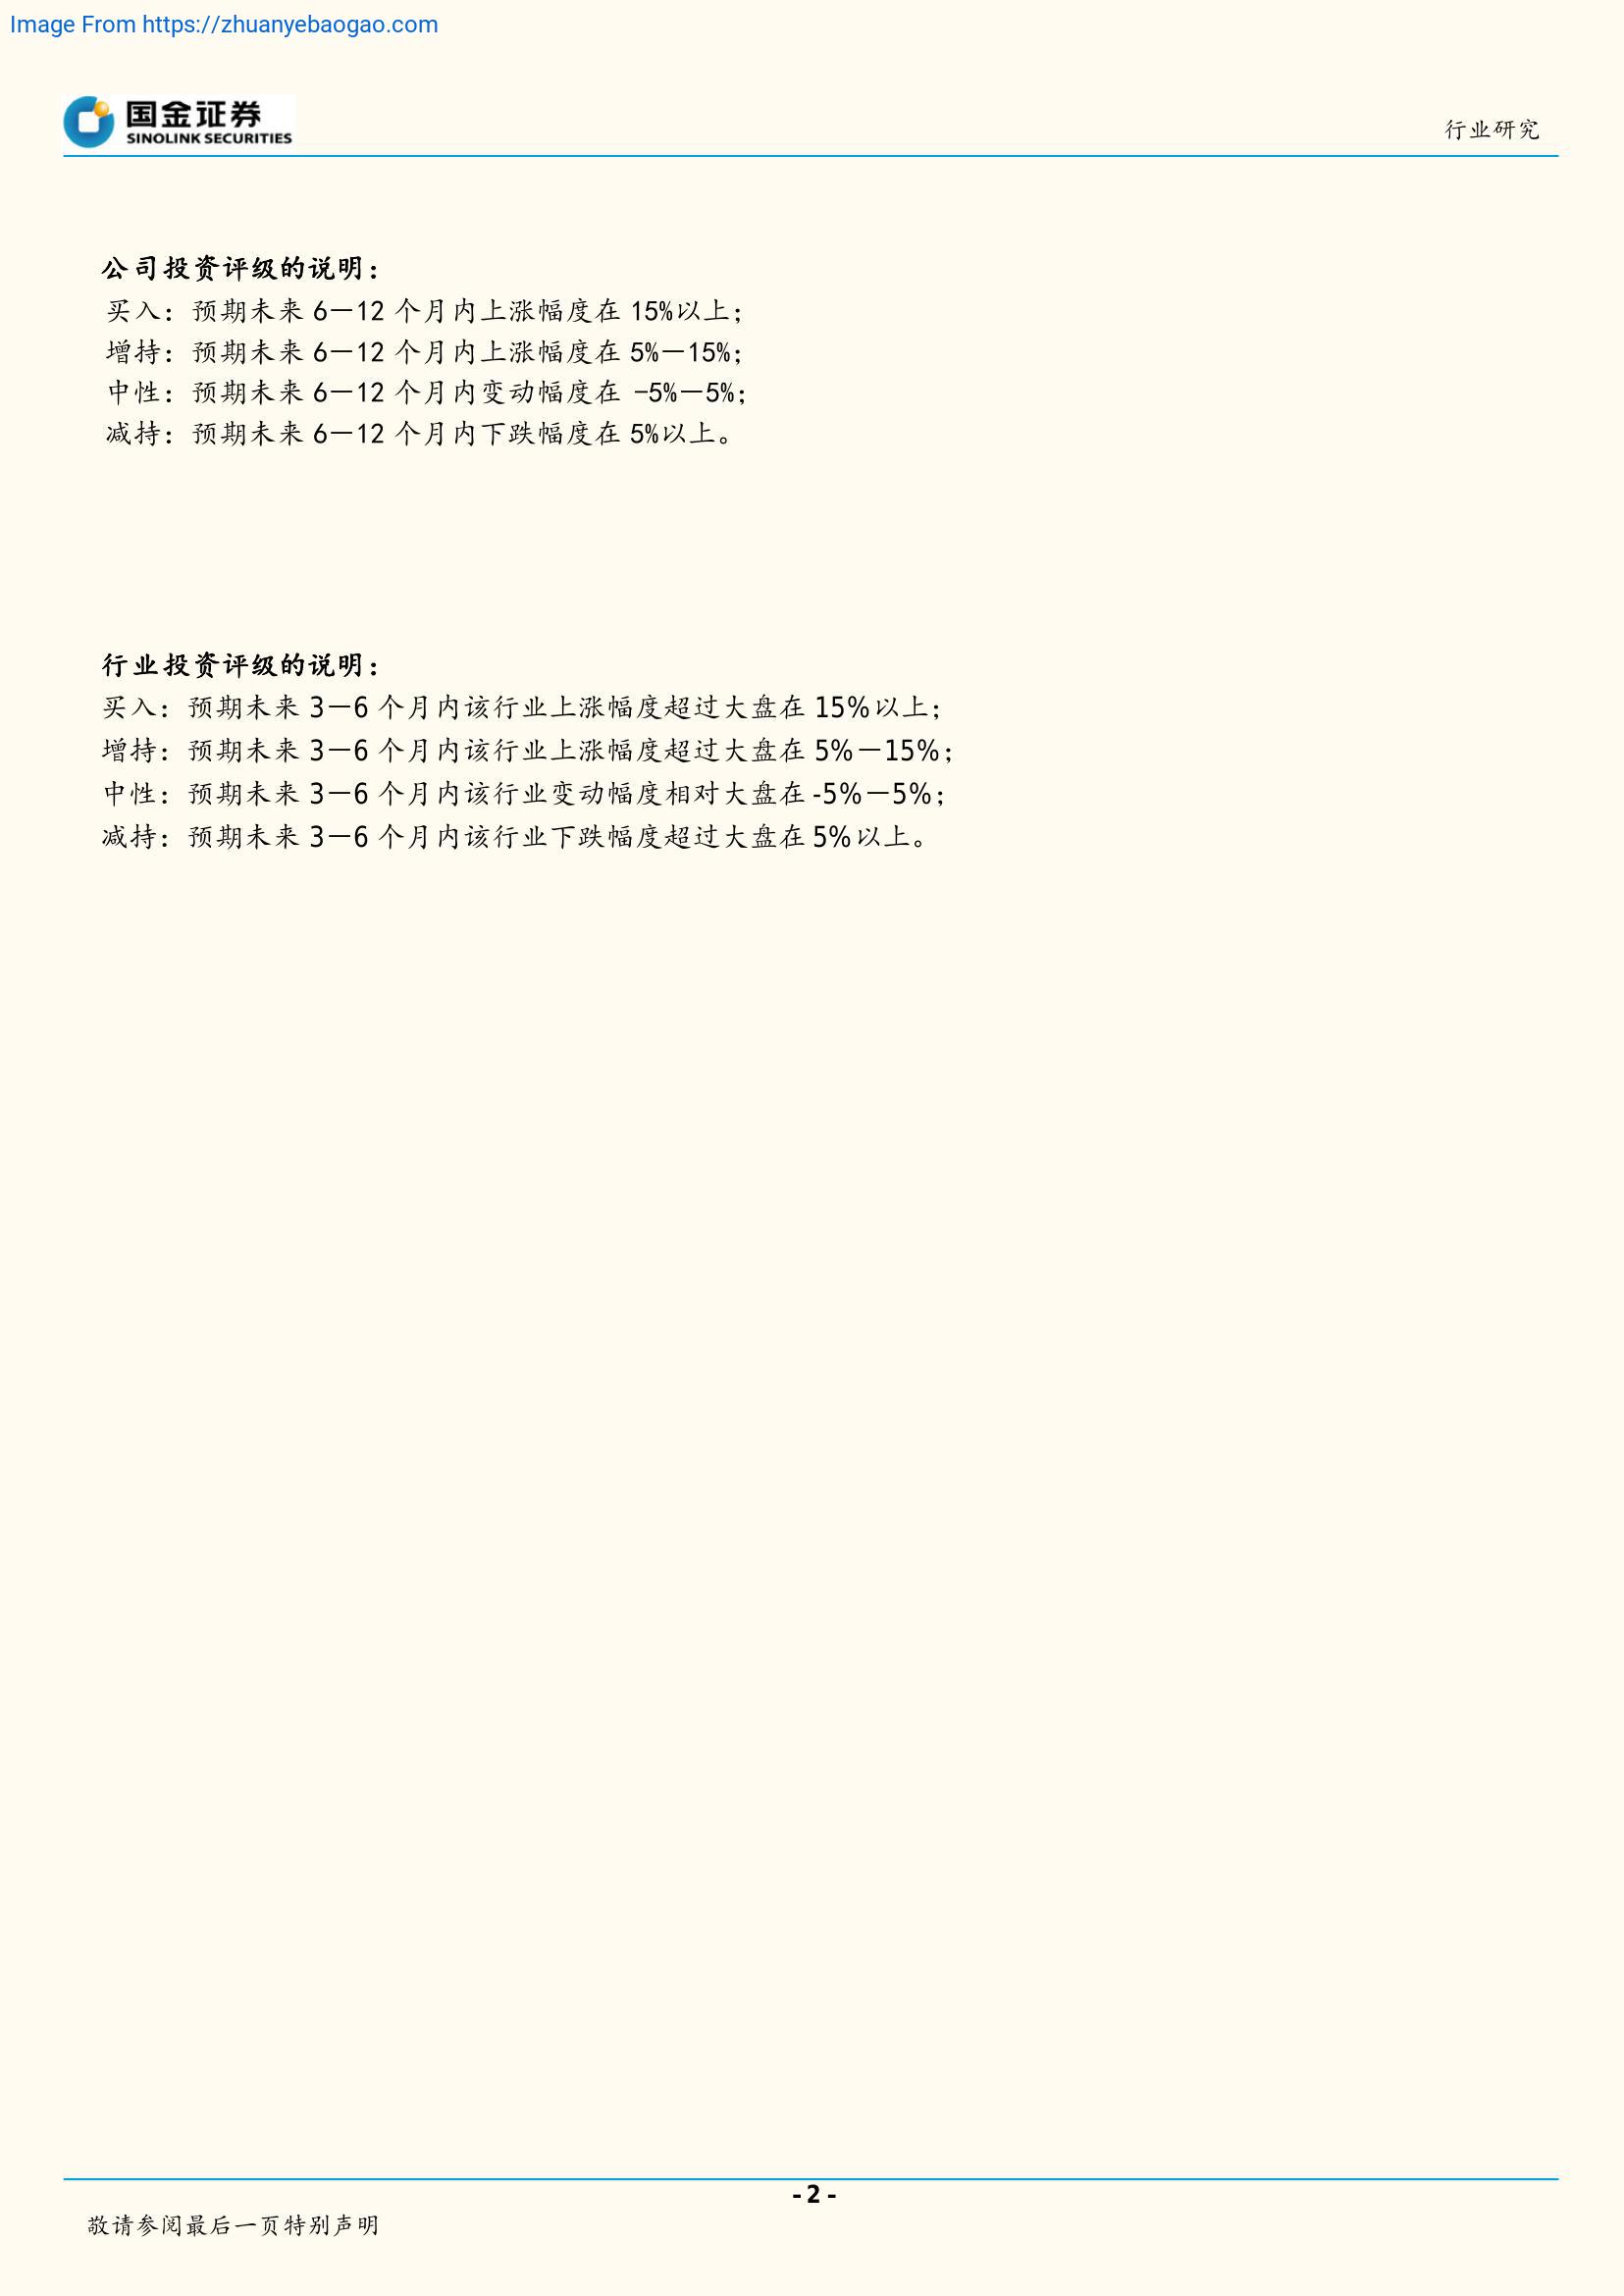 Image From https://zhuanyebaogao.com
国金证券
SINOLINK SECURITIES
行业研究
公司投资评级的说明：
买入：预期未来 6－12 个月内上涨幅度在 15%以上；
增持：预期未来 6－12 个月内上涨幅度在 5%－15%；
中性：预期未来 6－12 个月内变动幅度在 -5%－5%；
减持：预期未来 6－12 个月内下跌幅度在 5%以上。
行业投资评级的说明：
买入：预期未来 3－6 个月内该行业上涨幅度超过大盘在 15%以上；
增持：预期未来 3－6 个月内该行业上涨幅度超过大盘在 5%－15%；
中性：预期未来 3－6 个月内该行业变动幅度相对大盘在 -5%－5%；
减持：预期未来 3－6 个月内该行业下跌幅度超过大盘在 5%以上。
- 2 -
敬请参阅最后一页特别声明